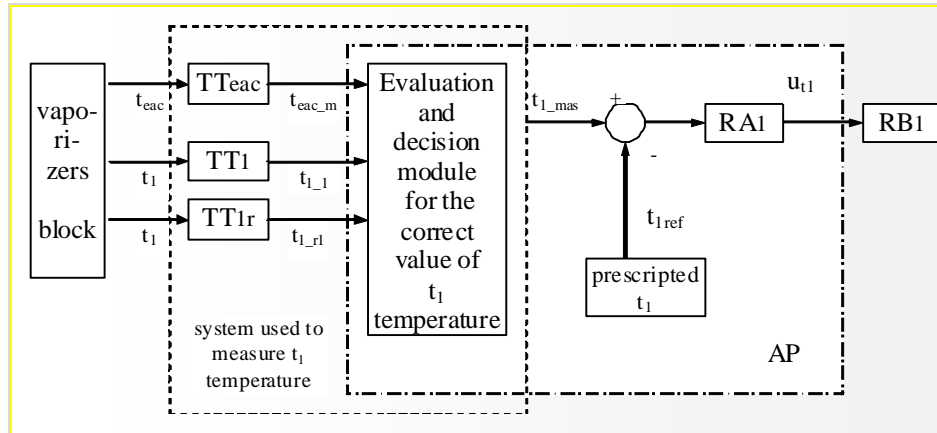 vapo-
ri-
zers
block
t_eac
t_1
t_1
TTeac
TT1
TT1r
t_eac_m
t_1_1
t_1_r1
Evaluation
and
decision
module
for the
correct
value of
t_1
temperature
system used to
measure t_1
temperature
t_1_mas
+
-
t_1ref
prescripted
t_1
RA1
u_t1
RB1
AP